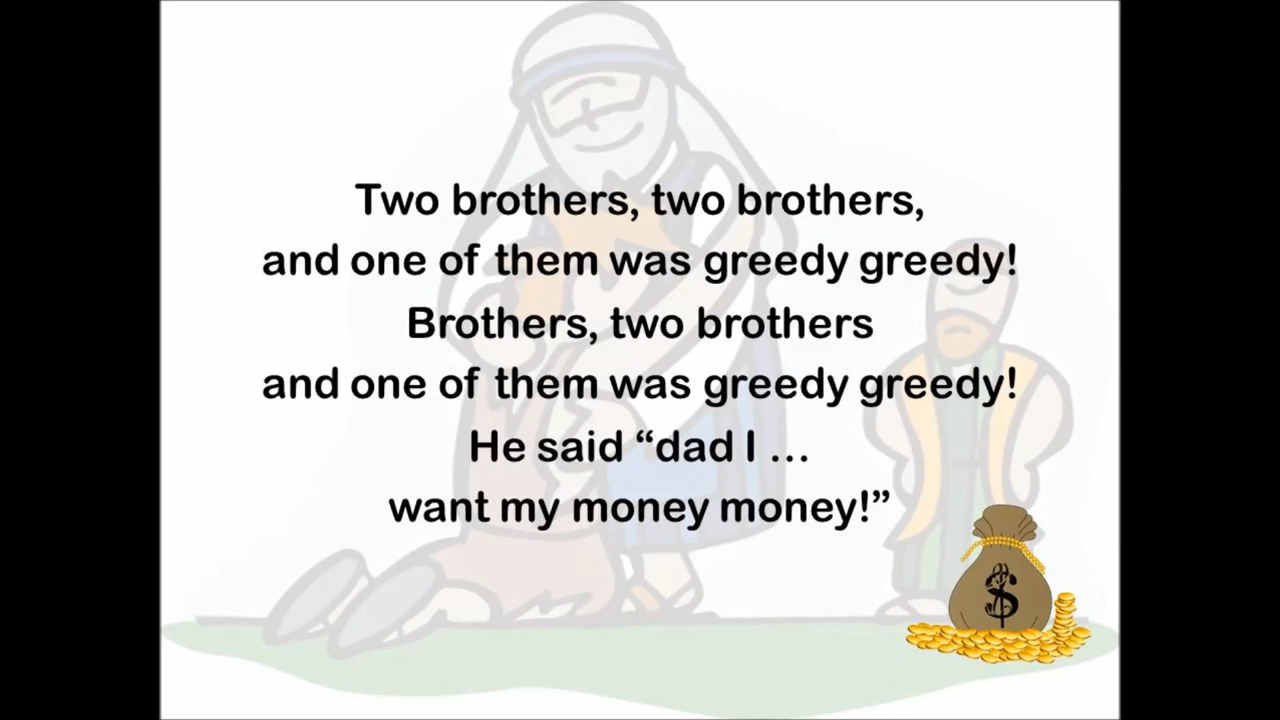 Two brothers, two brothers,
and one of them was greedy greedy!
Brothers, two brothers
and one of them was greedy greedy!
He said “dad I …
want my money money!”
$